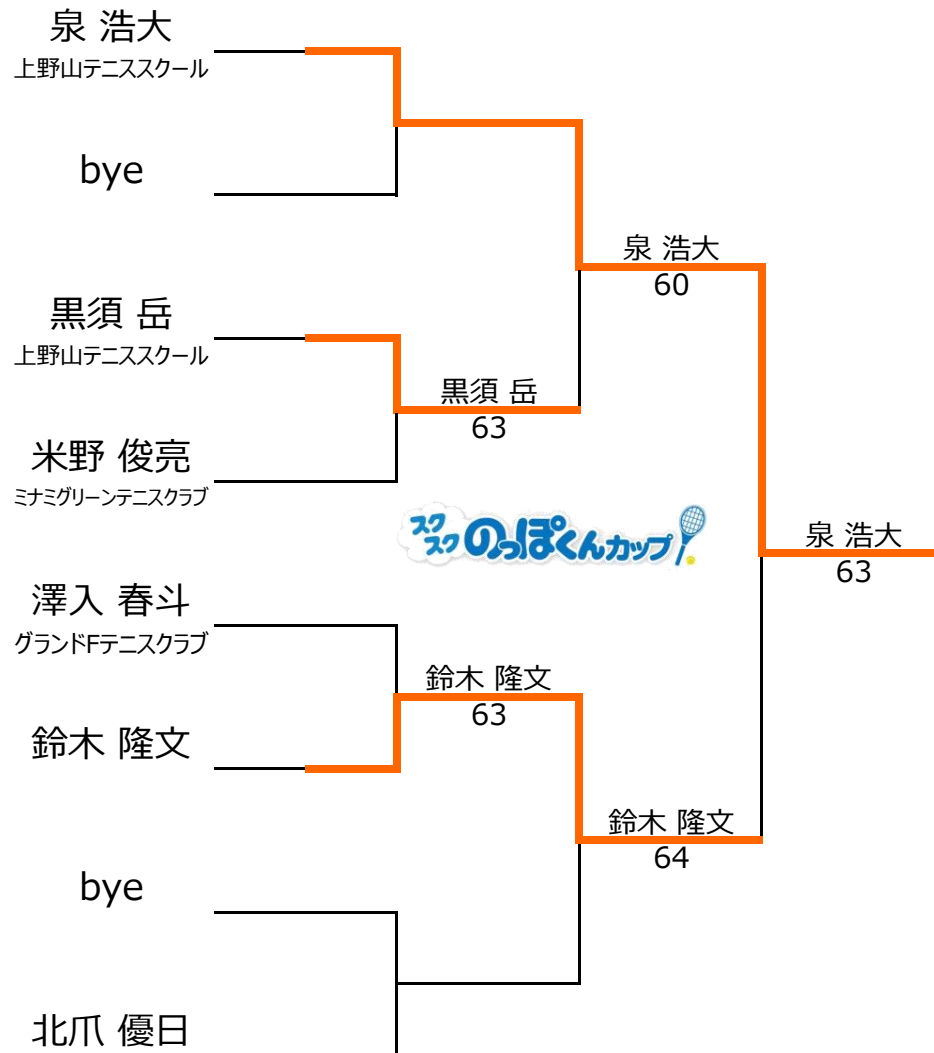 泉 浩大
上野山テニススクール
bye
泉 浩大
60
黒須 岳
上野山テニススクール
黒須 岳
63
米野 俊亮
ミナミグリーンテニスクラブ
スクスクのっぽくんカップ
泉 浩大
63
澤入 春斗
グランドFテニスクラブ
鈴木 隆文
63
鈴木 隆文
鈴木 隆文
64
bye
北爪 優日